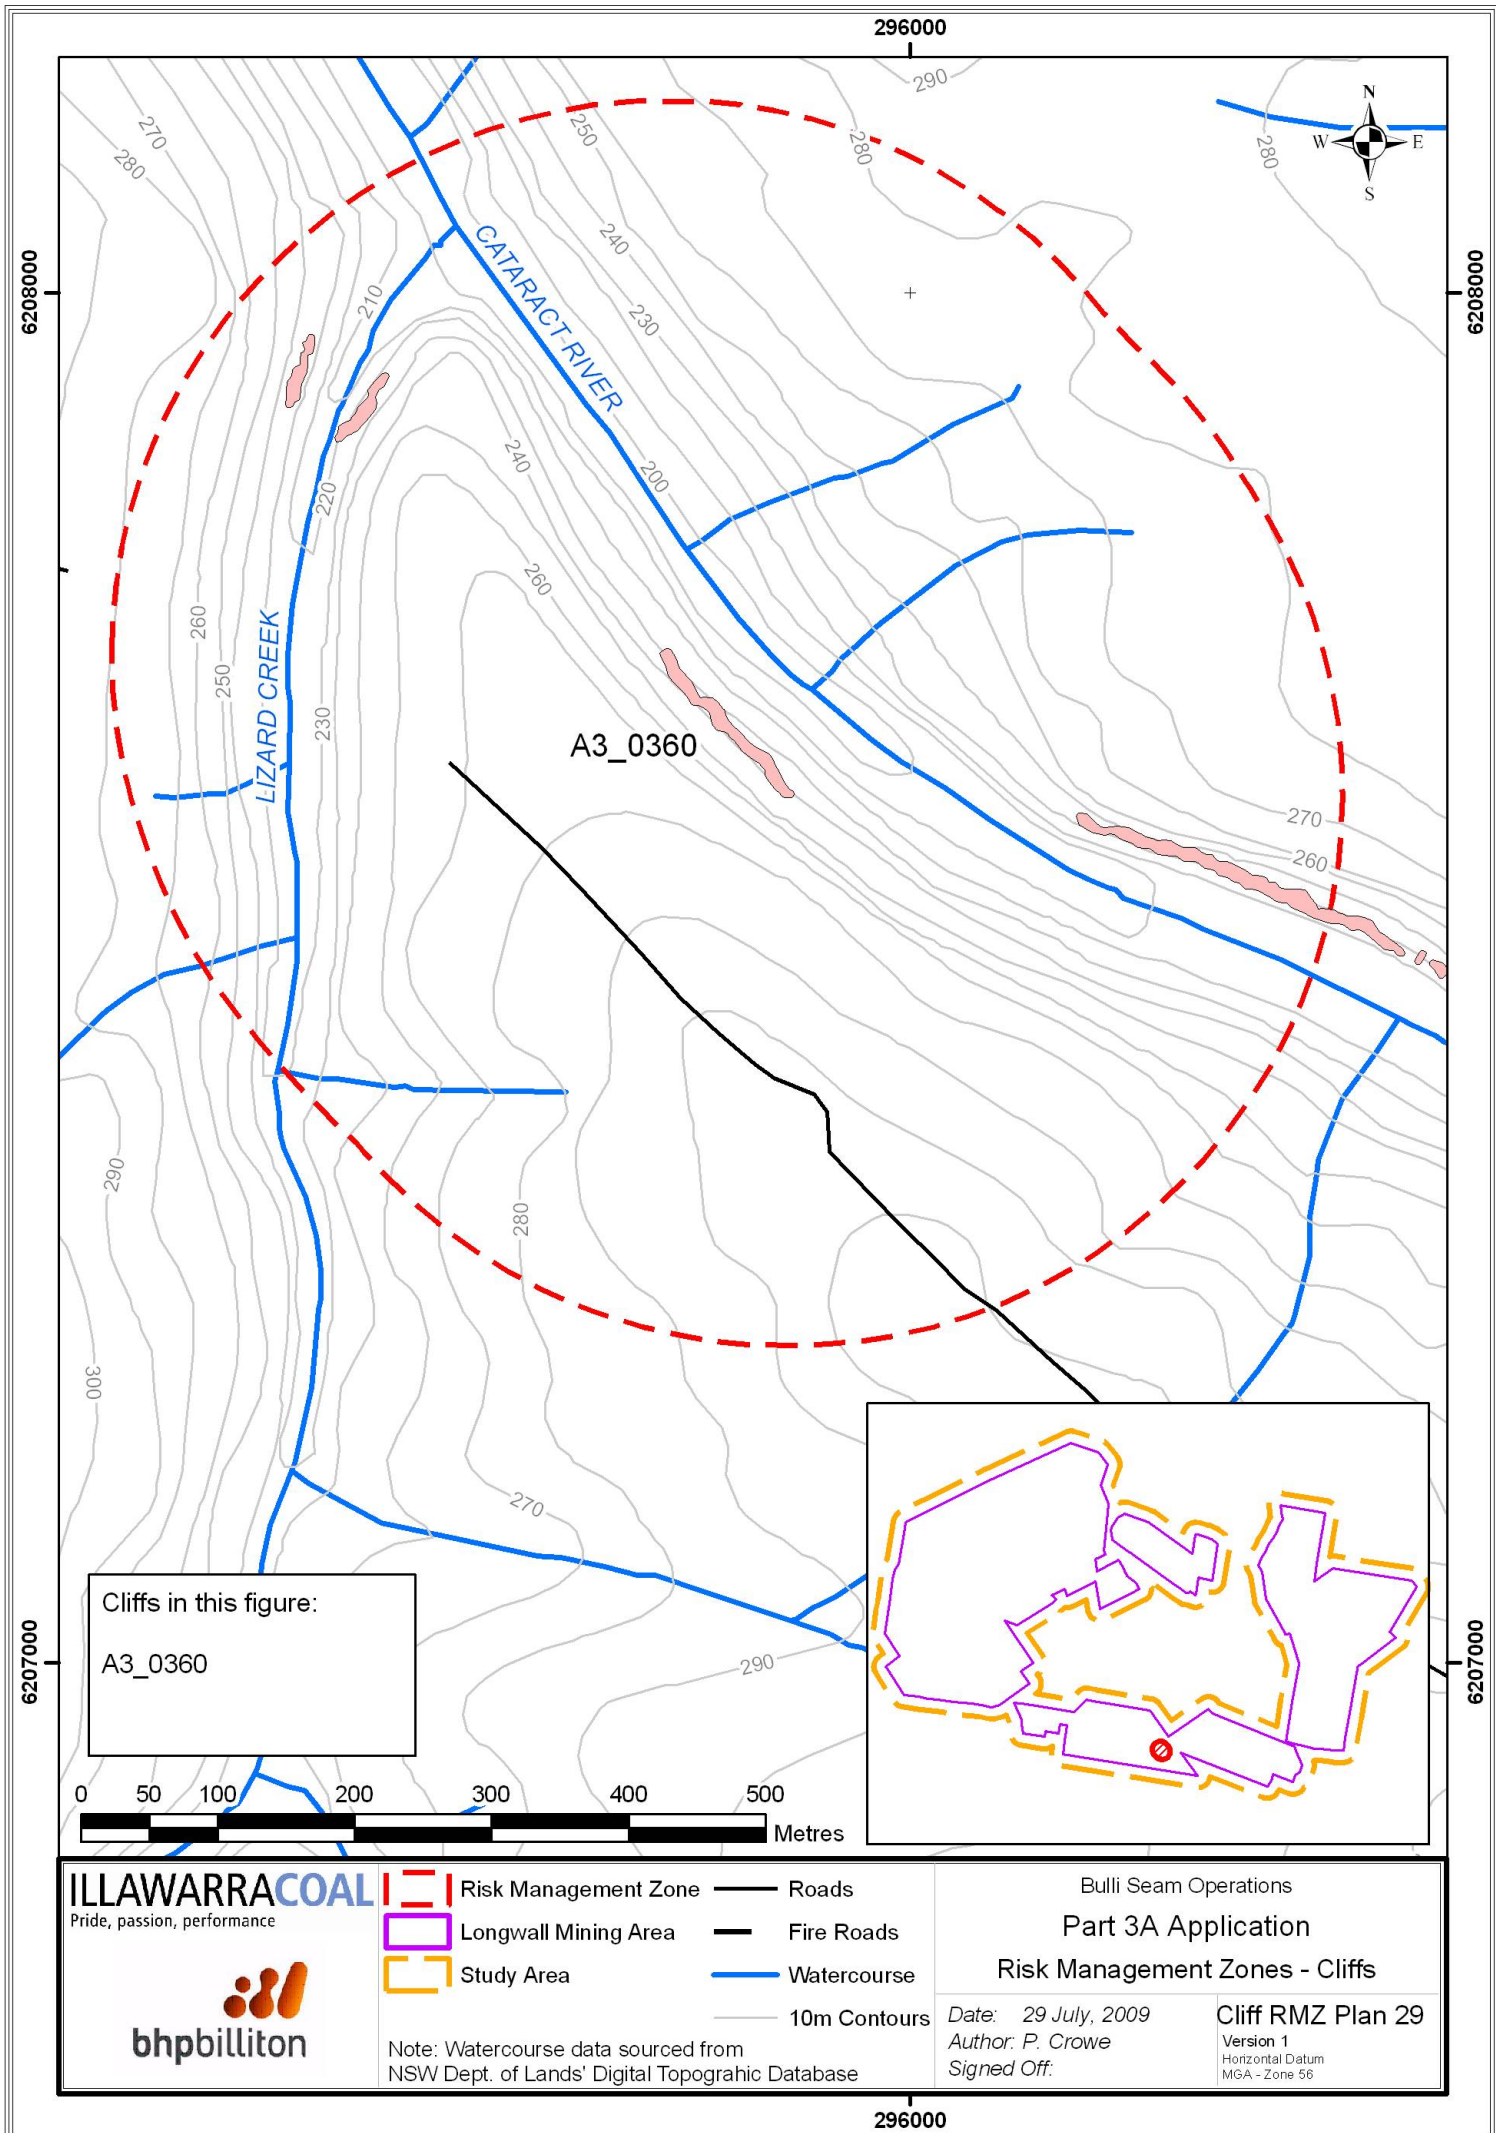 296000
290
280
280
250
270
280
240
230
210
6208000
6208000
CATARACT RIVER
200
240
220
260
260
250
230
LIZARD CREEK
A3_0360
270
260
290
280
300
270
290
6207000
6207000
Cliffs in this figure:
A3_0360
0 50 100 200 300 400 500
Metres
N
W E
S
ILLAWARRACOAL
Pride, passion, performance
bhpbilliton
Risk Management Zone
Longwall Mining Area
Study Area
Roads
Fire Roads
Watercourse
10m Contours
Note: Watercourse data sourced from
NSW Dept. of Lands' Digital Topograhic Database
Bulli Seam Operations
Part 3A Application
Risk Management Zones - Cliffs
Date: 29 July, 2009
Author: P. Crowe
Signed Off:
Cliff RMZ Plan 29
Version 1
Horizontal Datum
MGA - Zone 56
296000